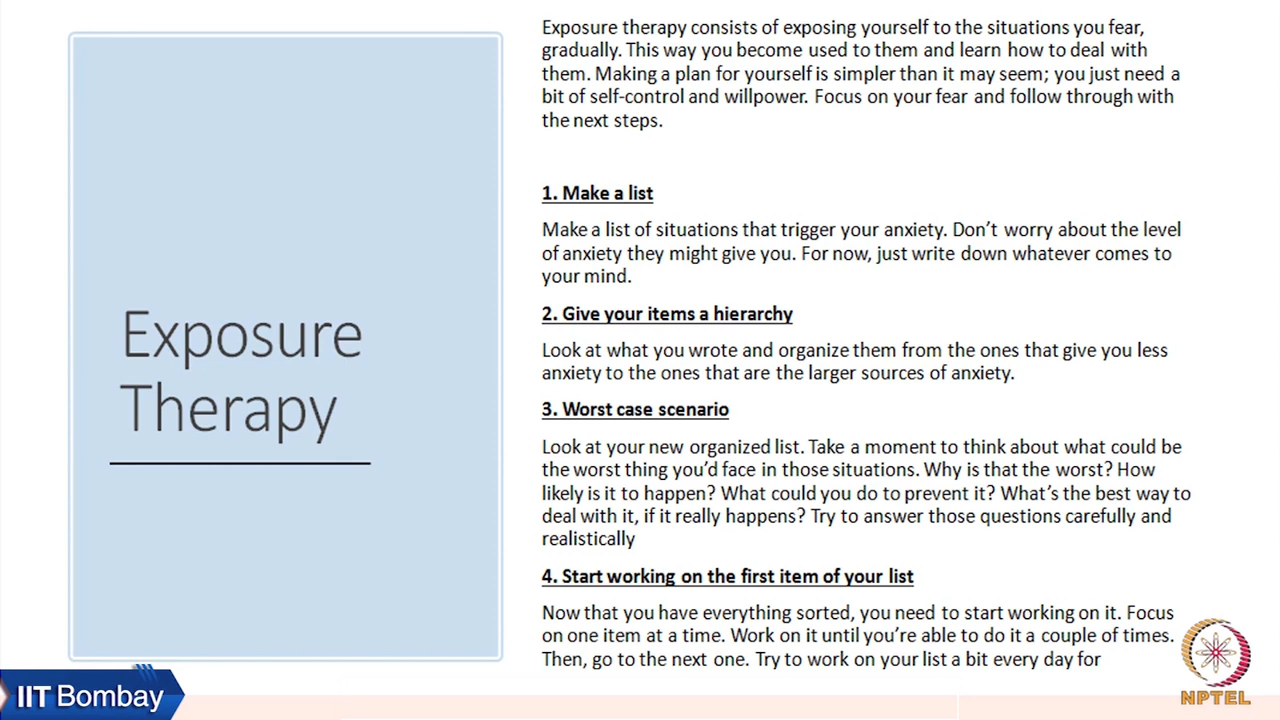 Exposure therapy consists of exposing yourself to the situations you fear,
gradually. This way you become used to them and learn how to deal with
them. Making a plan for yourself is simpler than it may seem; you just need a
bit of self-control and willpower. Focus on your fear and follow through with
the next steps.
1. Make a list
Make a list of situations that trigger your anxiety. Don’t worry about the level
of anxiety they might give you. For now, just write down whatever comes to
your mind.
2. Give your items a hierarchy
Look at what you wrote and organize them from the ones that give you less
anxiety to the ones that are the larger sources of anxiety.
3. Worst case scenario
Look at your new organized list. Take a moment to think about what could be
the worst thing you’d face in those situations. Why is that the worst? How
likely is it to happen? What could you do to prevent it? What’s the best way to
deal with it, if it really happens? Try to answer those questions carefully and
realistically
4. Start working on the first item of your list
Now that you have everything sorted, you need to start working on it. Focus
on one item at a time. Work on it until you’re able to do it a couple of times.
Then, go to the next one. Try to work on your list a bit every day for
Exposure
Therapy
IIT Bombay
NPTEL